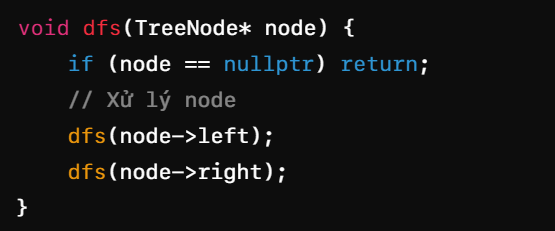 void dfs(TreeNode* node) {
    if (node == nullptr) return;
    // Xử lý node
    dfs(node->left);
    dfs(node->right);
}